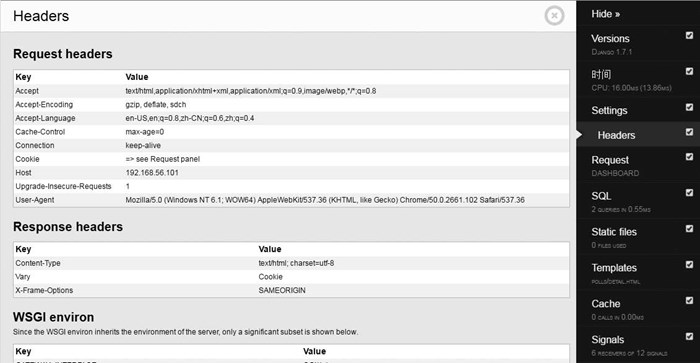 Headers
Request headers
Key Value
Accept text/html,application/xhtml+xml,application/xml;q=0.9,image/webp,*/*;q=0.8
Accept-Encoding gzip, deflate, sdch
Accept-Language en-US,en;q=0.8,zh-CN;q=0.6,zh;q=0.4
Cache-Control max-age=0
Connection keep-alive
Cookie => see Request panel
Host 192.168.56.101
Upgrade-Insecure-Requests 1
User-Agent Mozilla/5.0 (Windows NT 6.1; WOW64) AppleWebKit/537.36 (KHTML, like Gecko) Chrome/50.0.2661.102 Safari/537.36
Response headers
Key Value
Content-Type text/html; charset=utf-8
Vary Cookie
X-Frame-Options SAMEORIGIN
WSGI environ
Since the WSGI environ inherits the environment of the server, only a significant subset is shown below.
Key Value
Hide »
Versions
Django 1.7.1
时间
CPU: 16.00ms (13.86ms)
Settings
Headers
Request
DASHBOARD
SQL
2 queries in 0.55ms
Static files
0 files used
Templates
polls/detail.html
Cache
0 calls in 0.00ms
Signals
6 receivers of 12 signals